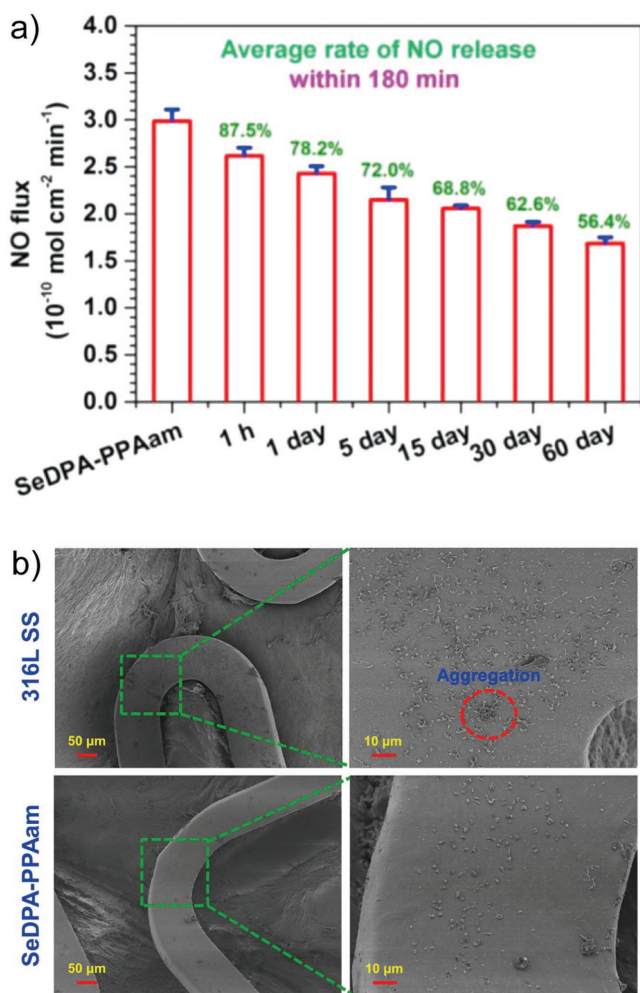 a)
Average rate of NO release
within 180 min
NO flux
(10⁻¹⁰ mol cm⁻² min⁻¹)
4.0
3.5
3.0
2.5
2.0
1.5
1.0
0.5
0.0
87.5%
78.2%
72.0%
68.8%
62.6%
56.4%
SeDPA-PPAam
1 h
1 day
5 day
15 day
30 day
60 day
b)
316L SS
50 μm
Aggregation
10 μm
SeDPA-PPAam
50 μm
10 μm